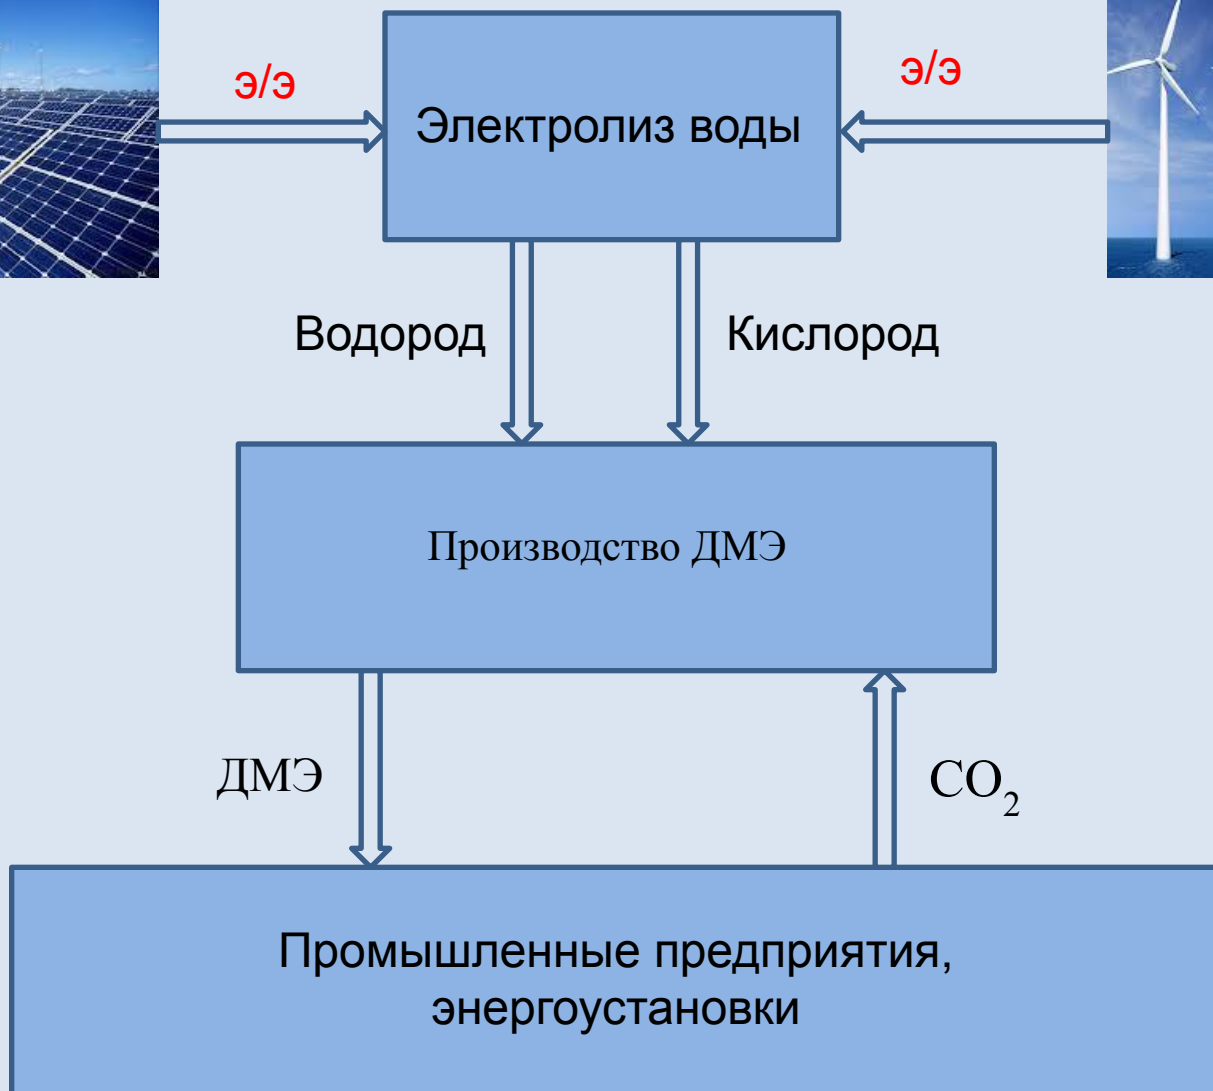 э/э
э/э
Электролиз воды
Водород
Кислород
Производство ДМЭ
ДМЭ
CO₂
Промышленные предприятия,
энергоустановки